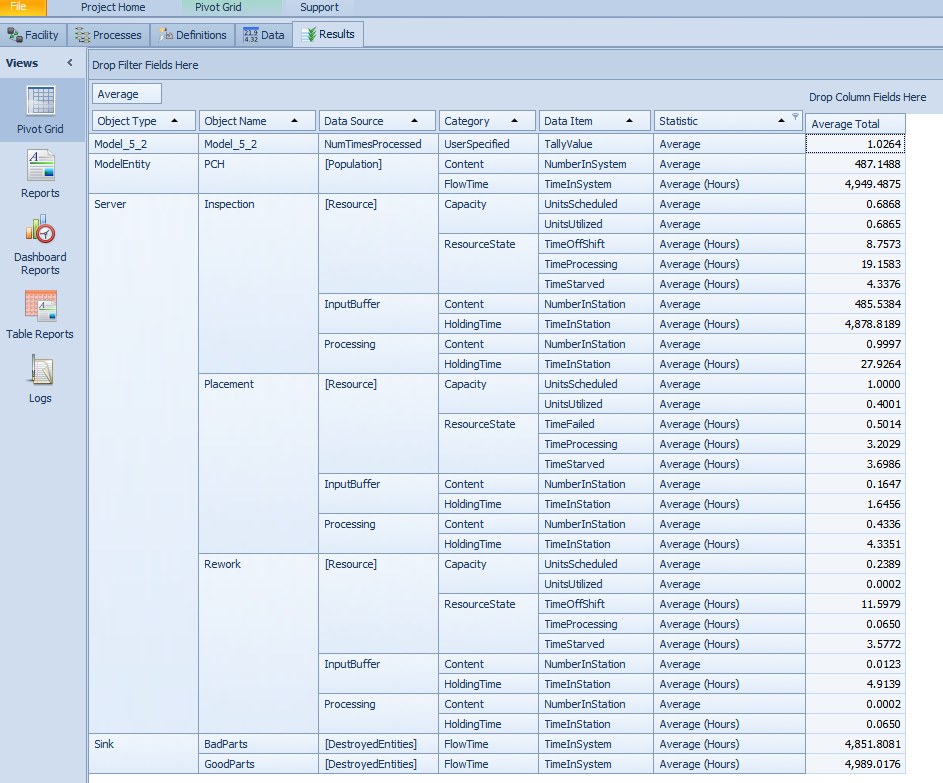 File Project Home Pivot Grid Support
Facility Processes Definitions 21.9 4.32 Data Results
Views < Drop Filter Fields Here
Average Drop Column Fields Here
Object Type Object Name Data Source Category Data Item Statistic Average Total
Model_5_2 Model_5_2 NumTimesProcessed UserSpecified TallyValue Average 1.0264
ModelEntity PCH [Population] Content NumberInSystem Average 487.1488
FlowTime TimeInSystem Average (Hours) 4,949.4875
Server Inspection [Resource] Capacity UnitsScheduled Average 0.6868
UnitsUtilized Average 0.6865
ResourceState TimeOffShift Average (Hours) 8.7573
TimeProcessing Average (Hours) 19.1583
TimeStarved Average (Hours) 4.3376
InputBuffer Content NumberInStation Average 485.5384
HoldingTime TimeInStation Average (Hours) 4,878.8189
Processing Content NumberInStation Average 0.9997
HoldingTime TimeInStation Average (Hours) 27.9264
Placement [Resource] Capacity UnitsScheduled Average 1.0000
UnitsUtilized Average 0.4001
ResourceState TimeFailed Average (Hours) 0.5014
TimeProcessing Average (Hours) 3.2029
TimeStarved Average (Hours) 3.6986
InputBuffer Content NumberInStation Average 0.1647
HoldingTime TimeInStation Average (Hours) 1.6456
Processing Content NumberInStation Average 0.4336
HoldingTime TimeInStation Average (Hours) 4.3351
Rework [Resource] Capacity UnitsScheduled Average 0.2389
UnitsUtilized Average 0.0002
ResourceState TimeOffShift Average (Hours) 11.5979
TimeProcessing Average (Hours) 0.0650
TimeStarved Average (Hours) 3.5772
InputBuffer Content NumberInStation Average 0.0123
HoldingTime TimeInStation Average (Hours) 4.9139
Processing Content NumberInStation Average 0.0002
HoldingTime TimeInStation Average (Hours) 0.0650
Sink BadParts [DestroyedEntities] FlowTime TimeInSystem Average (Hours) 4,851.8081
GoodParts [DestroyedEntities] FlowTime TimeInSystem Average (Hours) 4,989.0176
Pivot Grid
Reports
Dashboard
Reports
Table Reports
Logs